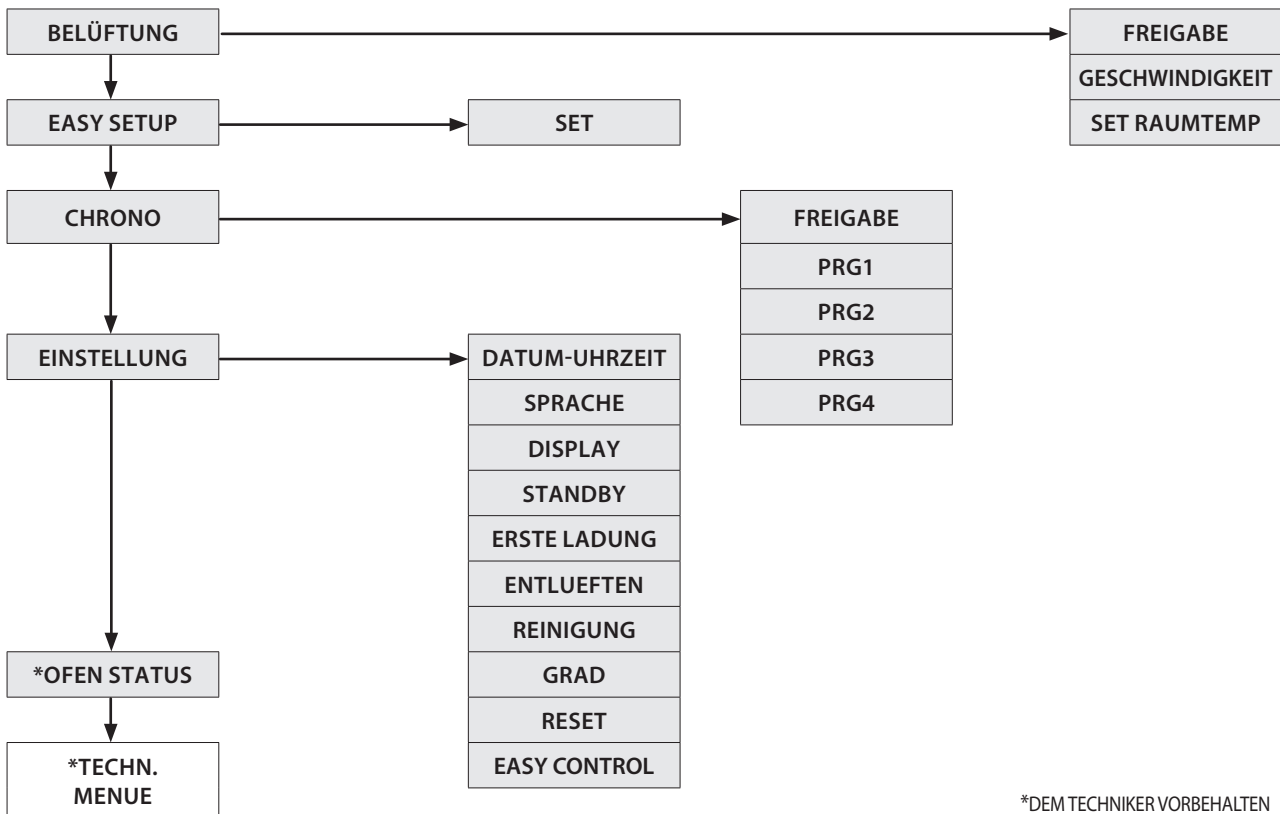 BELÜFTUNG
FREIGABE
GESCHWINDIGKEIT
SET RAUMTEMP
EASY SETUP
SET
CHRONO
FREIGABE
PRG1
PRG2
PRG3
PRG4
EINSTELLUNG
DATUM-UHRZEIT
SPRACHE
DISPLAY
STANDBY
ERSTE LADUNG
ENTLUEFTEN
REINIGUNG
GRAD
RESET
EASY CONTROL
*OFEN STATUS
*TECHN.
MENUE
*DEM TECHNIKER VORBEHALTEN